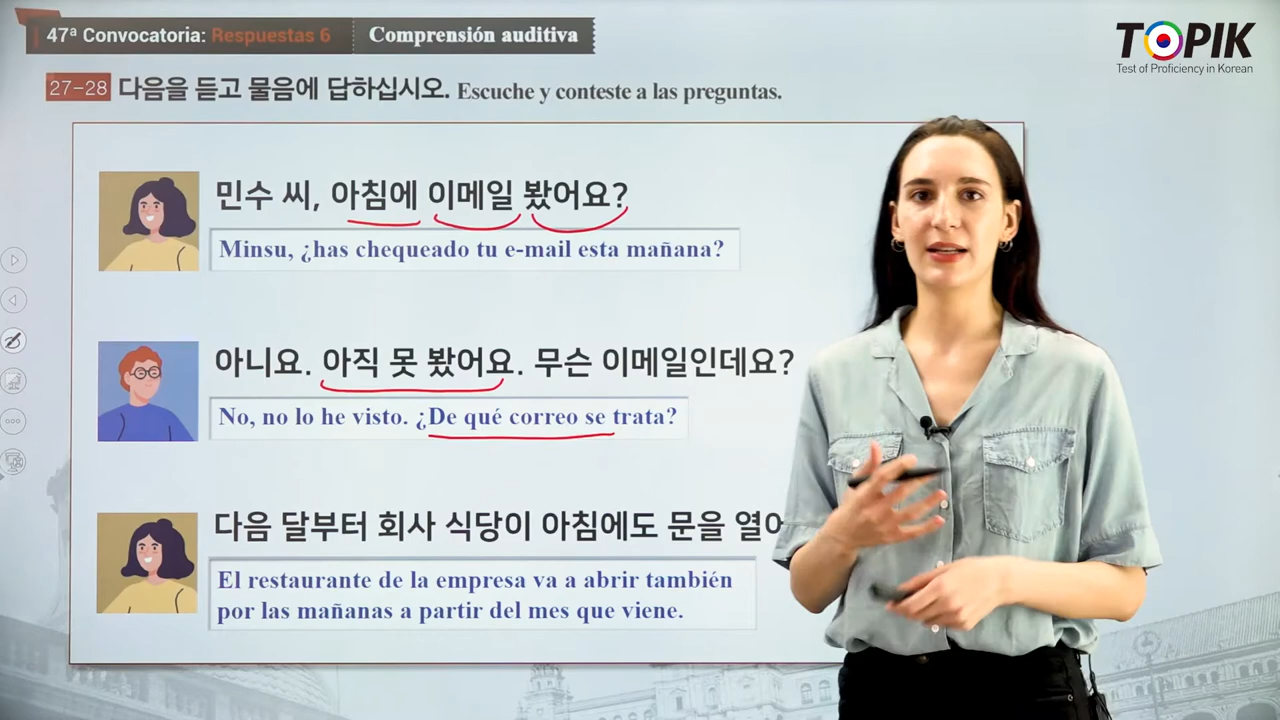 47ª Convocatoria: Respuestas 6 Comprensión auditiva
TOPIK
Test of Proficiency in Korean
27-28 다음을 듣고 물음에 답하십시오. Escuche y conteste a las preguntas.
민수 씨, 아침에 이메일 봤어요?
Minsu, ¿has chequeado tu e-mail esta mañana?
아니요. 아직 못 봤어요. 무슨 이메일인데요?
No, no lo he visto. ¿De qué correo se trata?
다음 달부터 회사 식당이 아침에도 문을
El restaurante de la empresa va a abrir también
por las mañanas a partir del mes que viene.